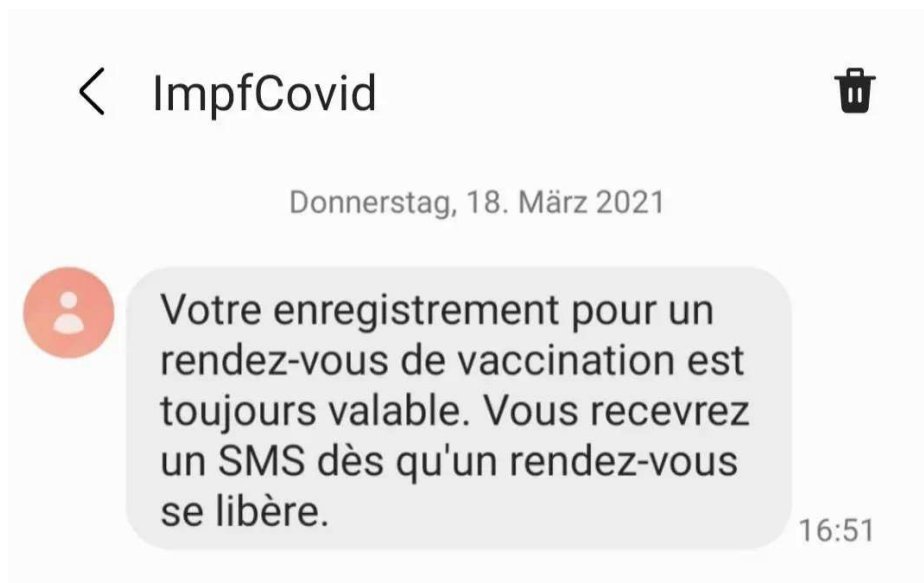 ImpfCovid
Donnerstag, 18. März 2021
Votre enregistrement pour un
rendez-vous de vaccination est
toujours valable. Vous recevrez
un SMS dès qu'un rendez-vous
se libère.
16:51